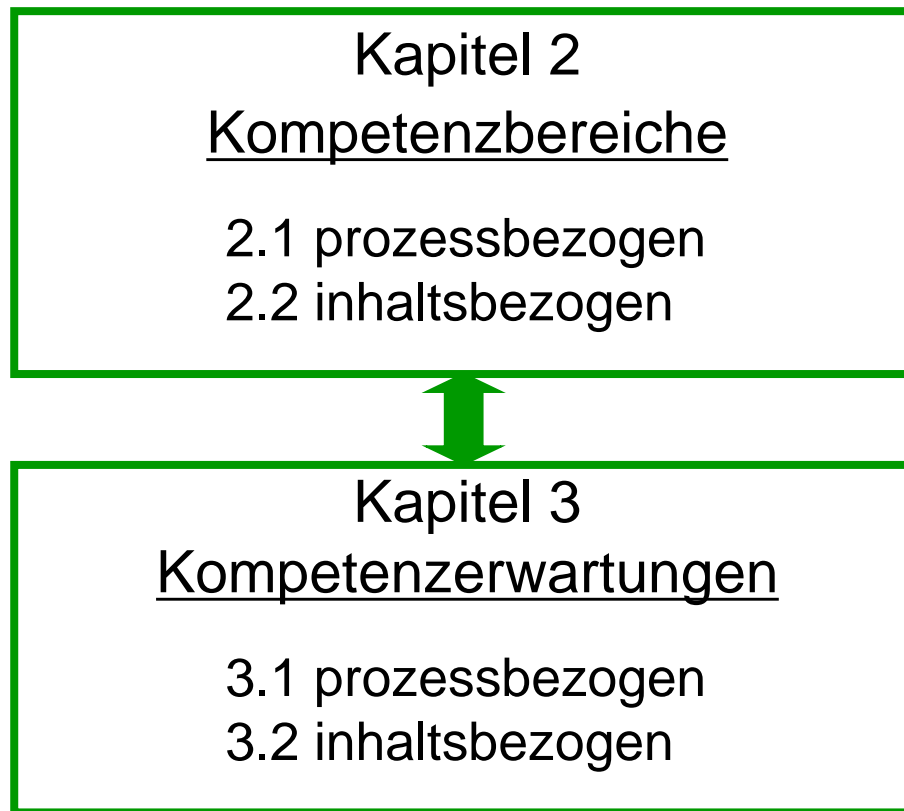 Kapitel 2
Kompetenzbereiche
2.1 prozessbezogen
2.2 inhaltsbezogen
Kapitel 3
Kompetenzerwartungen
3.1 prozessbezogen
3.2 inhaltsbezogen